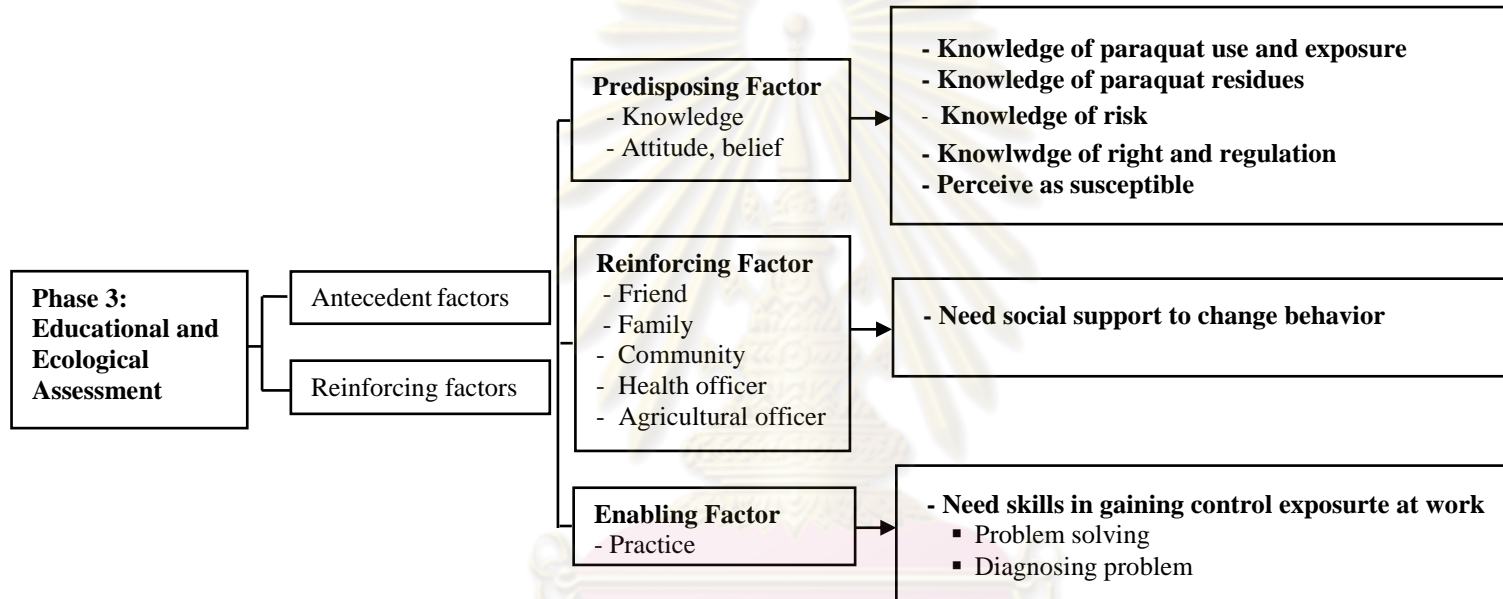 Phase 3:
Educational and
Ecological
Assessment
Antecedent factors
Reinforcing factors
Predisposing Factor
- Knowledge
- Attitude, belief
Reinforcing Factor
- Friend
- Family
- Community
- Health officer
- Agricultural officer
Enabling Factor
- Practice
- Knowledge of paraquat use and exposure
- Knowledge of paraquat residues
- Knowledge of risk
- Knowlwdge of right and regulation
- Perceive as susceptible
- Need social support to change behavior
- Need skills in gaining control exposurte at work
▪ Problem solving
▪ Diagnosing problem